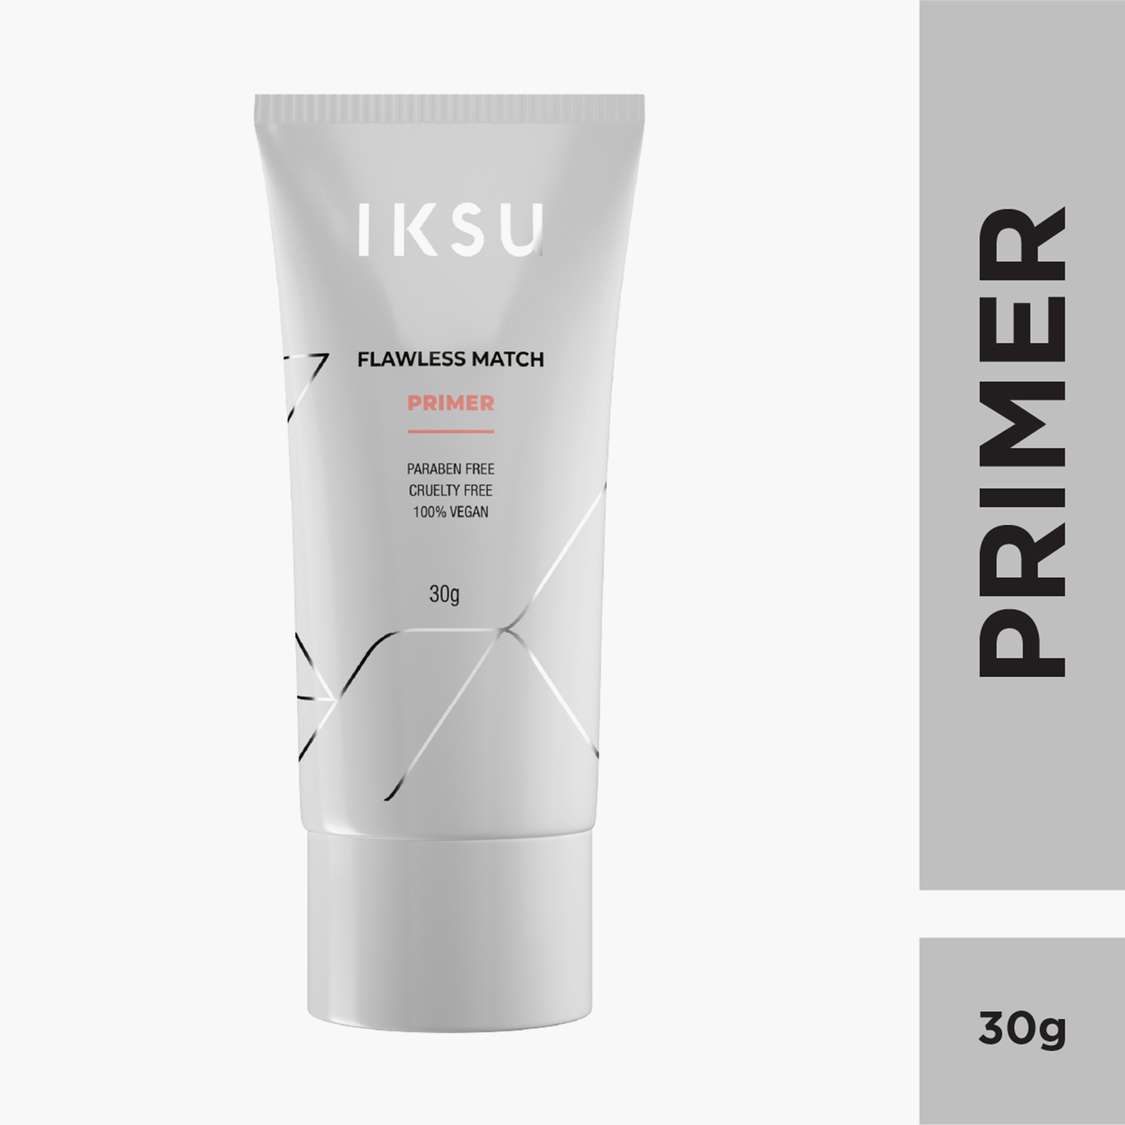 IKSU
FLAWLESS MATCH
PRIMER
PARABEN FREE
CRUELTY FREE
100% VEGAN
30g
PRIMER
30g